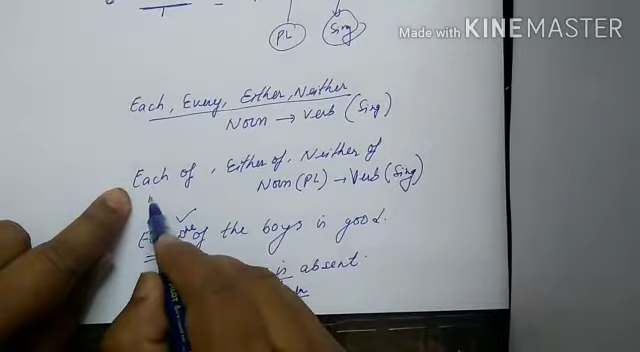 Made with KINEMASTER
PL
Sing
Each, Every, Either, Neither
Noun → Verb (Sing)
Each of, Either of, Neither of
Noun (PL) → Verb (Sing)
of the boys is good.
is absent.